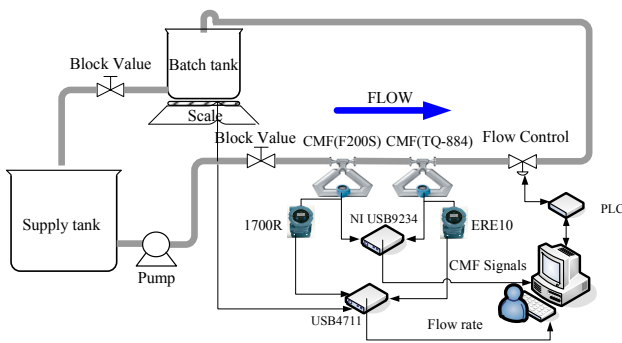 Block Value
Batch tank
FLOW
Scale
Block Value
CMF(F200S)
CMF(TQ-884)
Flow Control
Supply tank
1700R
NI USB9234
ERE10
PLC
Pump
CMF Signals
USB4711
Flow rate